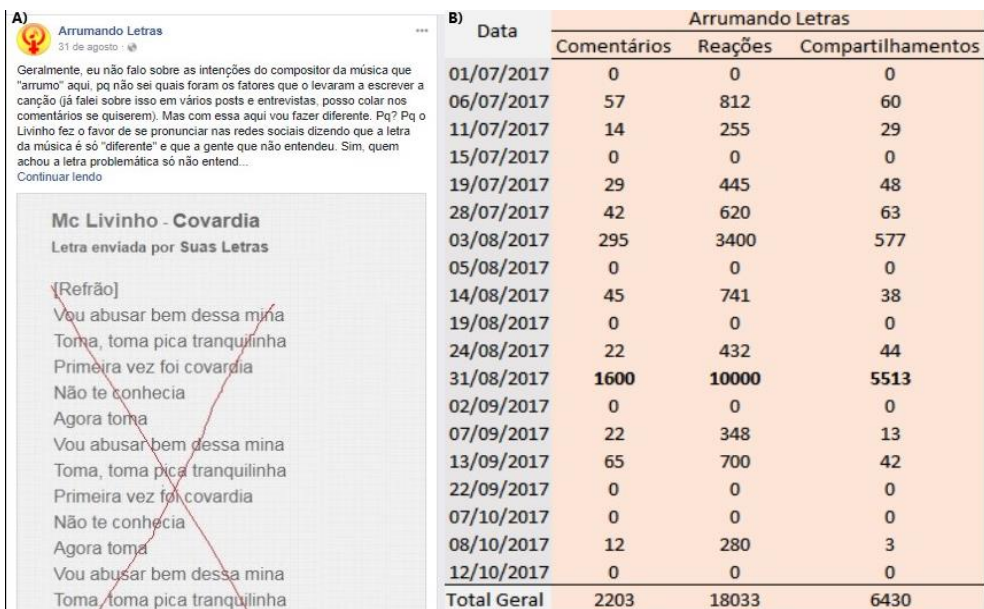 A)
Arrumando Letras
31 de agosto ·
Geralmente, eu não falo sobre as intenções do compositor da música que
"arrumo" aqui, pq não sei quais foram os fatores que o levaram a escrever a
canção (já falei sobre isso em vários posts e entrevistas, posso colar nos
comentários se quiserem). Mas com essa aqui vou fazer diferente. Pq? Pq o
Livinho fez o favor de se pronunciar nas redes sociais dizendo que a letra
da música é só "diferente" e que a gente que não entendeu. Sim, quem
achou a letra problemática só não entend...
Continuar lendo
Mc Livinho - Covardia
Letra enviada por Suas Letras
[Refrão]
Vou abusar bem dessa mina
Toma, toma pica tranquilinha
Primeira vez foi covardia
Não te conhecia
Agora toma
Vou abusar bem dessa mina
Toma, toma pica tranquilinha
Primeira vez foi covardia
Não te conhecia
Agora toma
Vou abusar bem dessa mina
Toma, toma pica tranquilinha
B)
Data Arrumando Letras
Comentários Reações Compartilhamentos
01/07/2017 0 0 0
06/07/2017 57 812 60
11/07/2017 14 255 29
15/07/2017 0 0 0
19/07/2017 29 445 48
28/07/2017 42 620 63
03/08/2017 295 3400 577
05/08/2017 0 0 0
14/08/2017 45 741 38
19/08/2017 0 0 0
24/08/2017 22 432 44
31/08/2017 1600 10000 5513
02/09/2017 0 0 0
07/09/2017 22 348 13
13/09/2017 65 700 42
22/09/2017 0 0 0
07/10/2017 0 0 0
08/10/2017 12 280 3
12/10/2017 0 0 0
Total Geral 2203 18033 6430